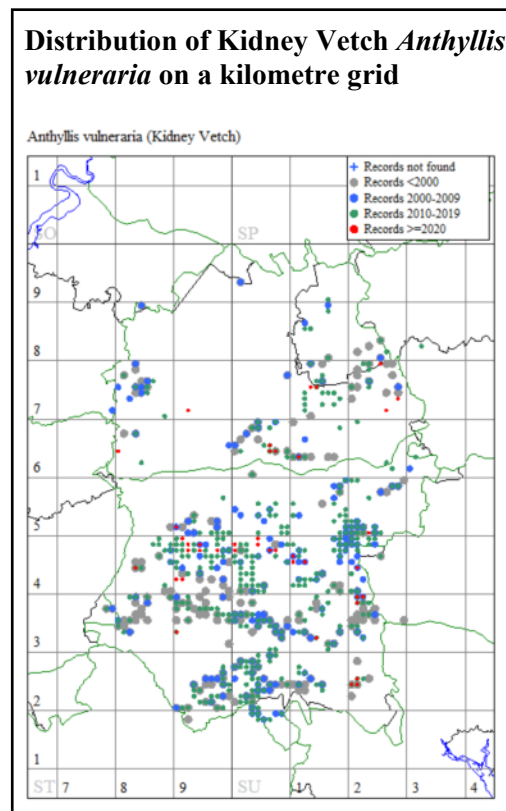 Distribution of Kidney Vetch Anthyllis
vulneraria on a kilometre grid
Anthyllis vulneraria (Kidney Vetch)
+ Records not found
Records <2000
Records 2000-2009
Records 2010-2019
Records >=2020
1
SO SP
9
8
7
6
5
4
3
2
1
ST 7 8 9 SU 1 2 3 4